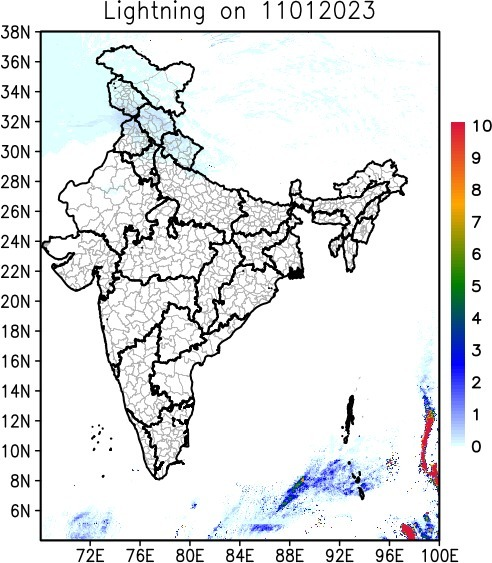 Lightning on 11012023
38N
36N
34N
32N
30N
28N
26N
24N
22N
20N
18N
16N
14N
12N
10N
8N
6N
72E 76E 80E 84E 88E 92E 96E 100E
10
9
8
7
6
5
4
3
2
1
0